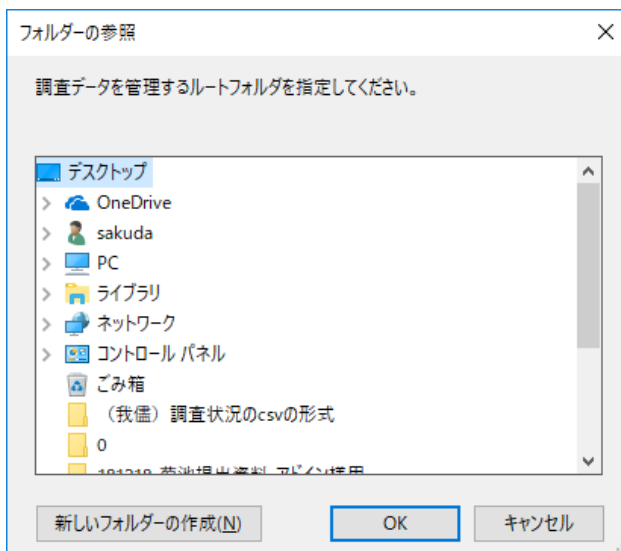 フォルダーの参照
調査データを管理するルートフォルダを指定してください。
デスクトップ
OneDrive
sakuda
PC
ライブラリ
ネットワーク
コントロール パネル
ごみ箱
（我儘）調査状況のcsvの形式
0
新しいフォルダーの作成(N)
OK
キャンセル